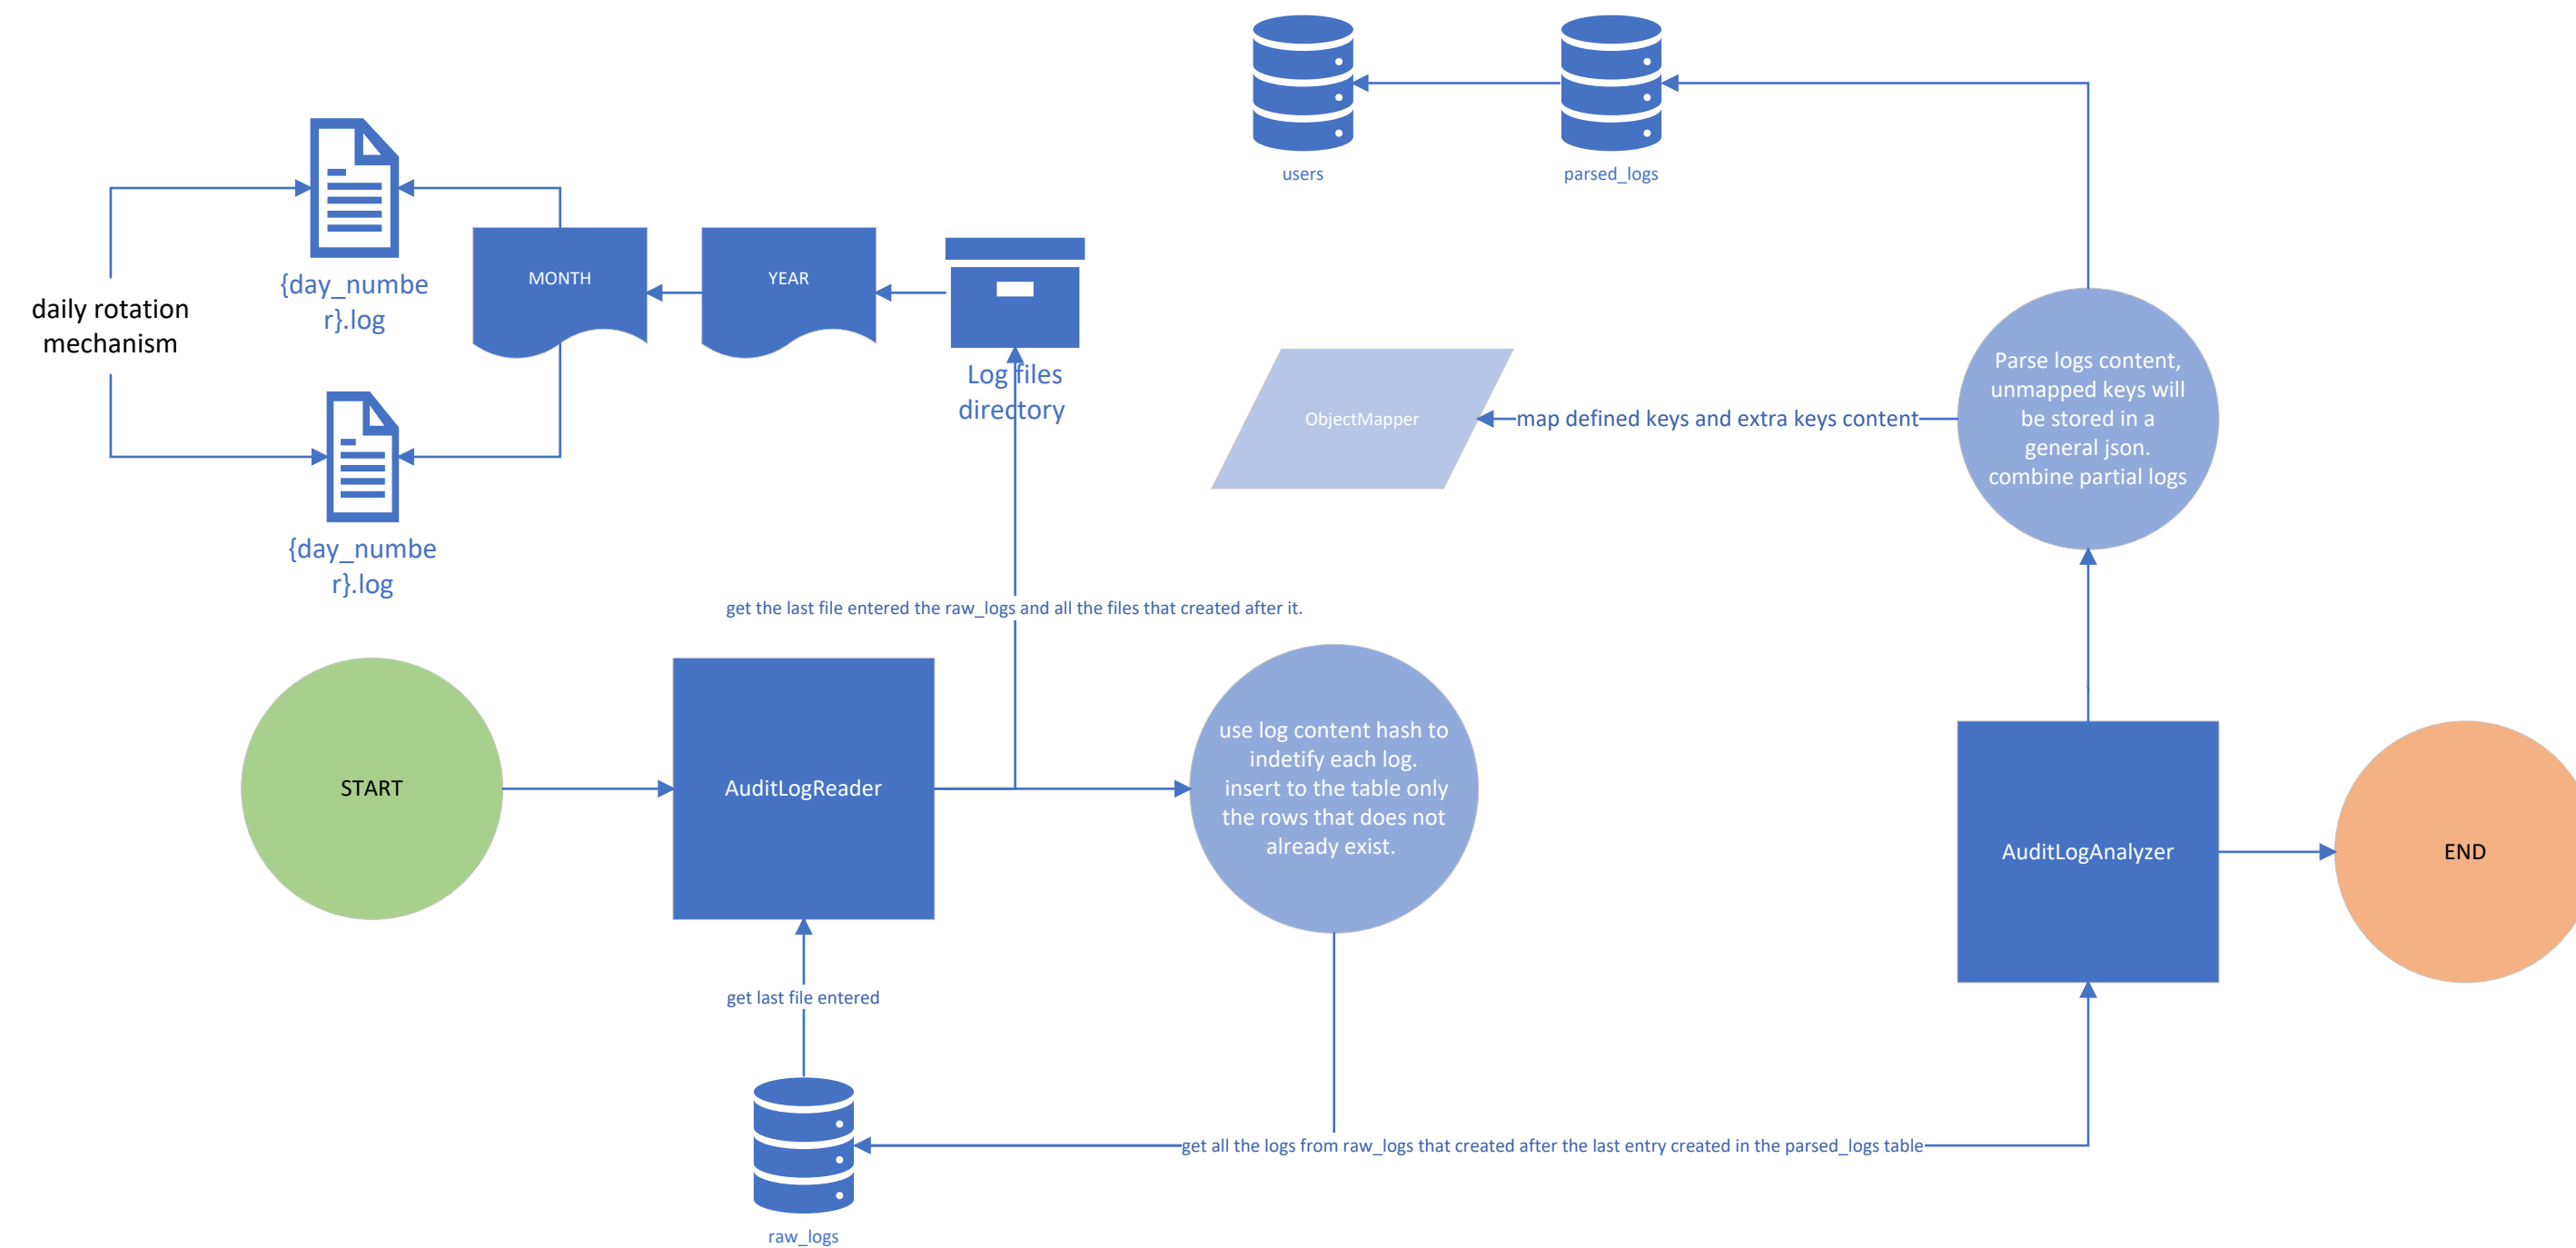 users
parsed_logs
{day_numbe
r}.log
daily rotation
mechanism
MONTH
YEAR
Log files
directory
ObjectMapper
map defined keys and extra keys content
Parse logs content,
unmapped keys will
be stored in a
general json.
combine partial logs
{day_numbe
r}.log
get the last file entered the raw_logs and all the files that created after it.
START
AuditLogReader
use log content hash to
indetify each log.
insert to the table only
the rows that does not
already exist.
AuditLogAnalyzer
END
get last file entered
get all the logs from raw_logs that created after the last entry created in the parsed_logs table
raw_logs